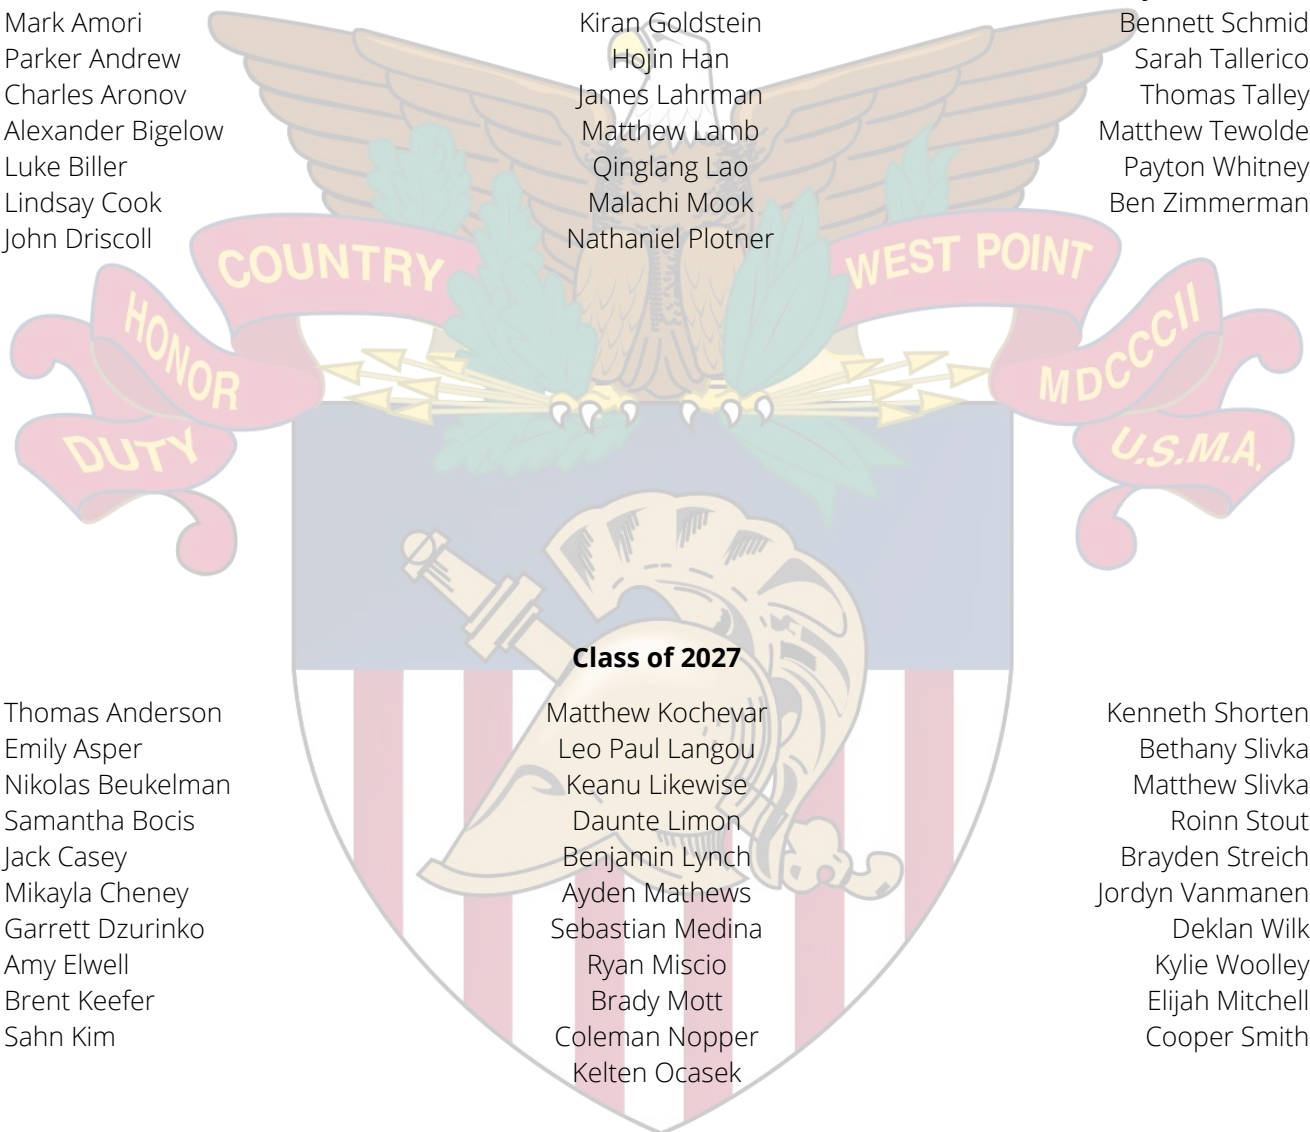 Mark Amori
Parker Andrew
Charles Aronov
Alexander Bigelow
Luke Biller
Lindsay Cook
John Driscoll
Kiran Goldstein
Hojin Han
James Lahrman
Matthew Lamb
Qinglang Lao
Malachi Mook
Nathaniel Plotner
Bennett Schmid
Sarah Tallerico
Thomas Talley
Matthew Tewolde
Payton Whitney
Ben Zimmerman
DUTY
HONOR
COUNTRY
WEST POINT
MDCCCII
U.S.M.A.
Class of 2027
Thomas Anderson
Emily Asper
Nikolas Beukelman
Samantha Bocis
Jack Casey
Mikayla Cheney
Garrett Dzurinko
Amy Elwell
Brent Keefer
Sahn Kim
Matthew Kochevar
Leo Paul Langou
Keanu Likewise
Daunte Limon
Benjamin Lynch
Ayden Mathews
Sebastian Medina
Ryan Miscio
Brady Mott
Coleman Nopper
Kelten Ocasek
Kenneth Shorten
Bethany Slivka
Matthew Slivka
Roinn Stout
Brayden Streich
Jordyn Vanmanen
Deklan Wilk
Kylie Woolley
Elijah Mitchell
Cooper Smith